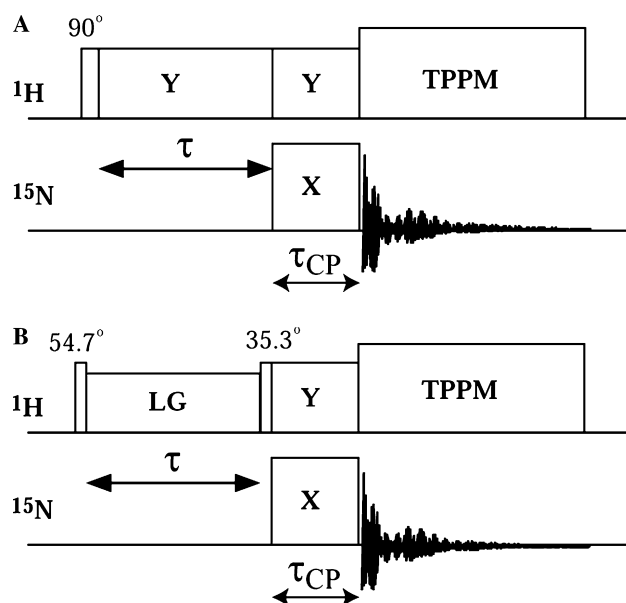 A
90°
¹H
Y
Y
TPPM
τ
¹⁵N
X
τCP
B
54.7°
35.3°
¹H
LG
Y
TPPM
τ
¹⁵N
X
τCP